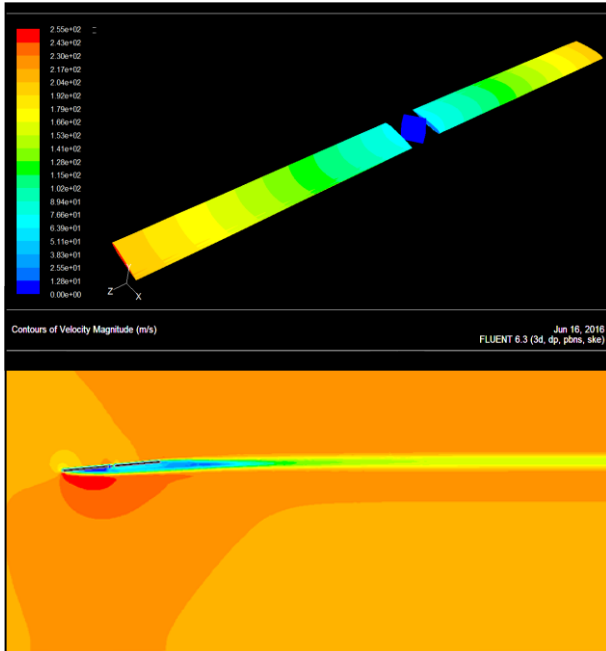 2.55e+02
2.43e+02
2.30e+02
2.17e+02
2.04e+02
1.92e+02
1.79e+02
1.66e+02
1.53e+02
1.41e+02
1.28e+02
1.15e+02
1.02e+02
8.94e+01
7.66e+01
6.39e+01
5.11e+01
3.83e+01
2.55e+01
1.28e+01
0.00e+00
Z
X
Contours of Velocity Magnitude (m/s)
Jun 16, 2016
FLUENT 6.3 (3d, dp, pbns, ske)